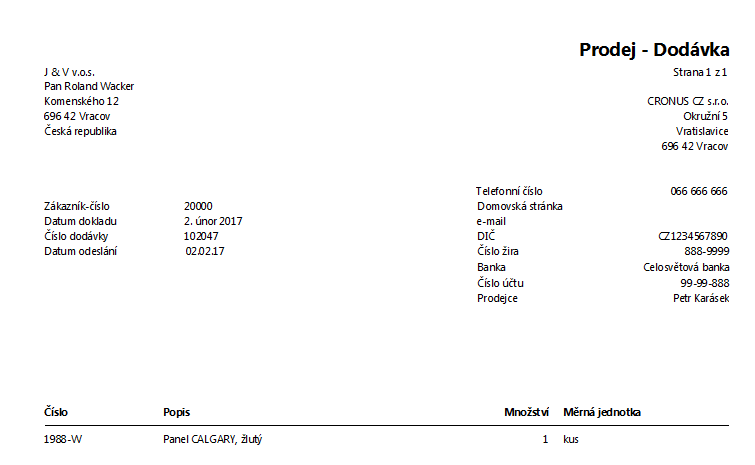 Prodej - Dodávka
Strana 1 z 1
J & V v.o.s.
Pan Roland Wacker
Komenského 12
696 42 Vracov
Česká republika
CRONUS CZ s.r.o.
Okružní 5
Vratislavice
696 42 Vracov
Zákazník-číslo 20000
Datum dokladu 2. únor 2017
Číslo dodávky 102047
Datum odeslání 02.02.17
Telefonní číslo 066 666 666
Domovská stránka
e-mail
DIČ CZ1234567890
Číslo žira 888-9999
Banka Celosvětová banka
Číslo účtu 99-99-888
Prodejce Petr Karásek
Číslo Popis Množství Měrná jednotka
1988-W Panel CALGARY, žlutý 1 kus